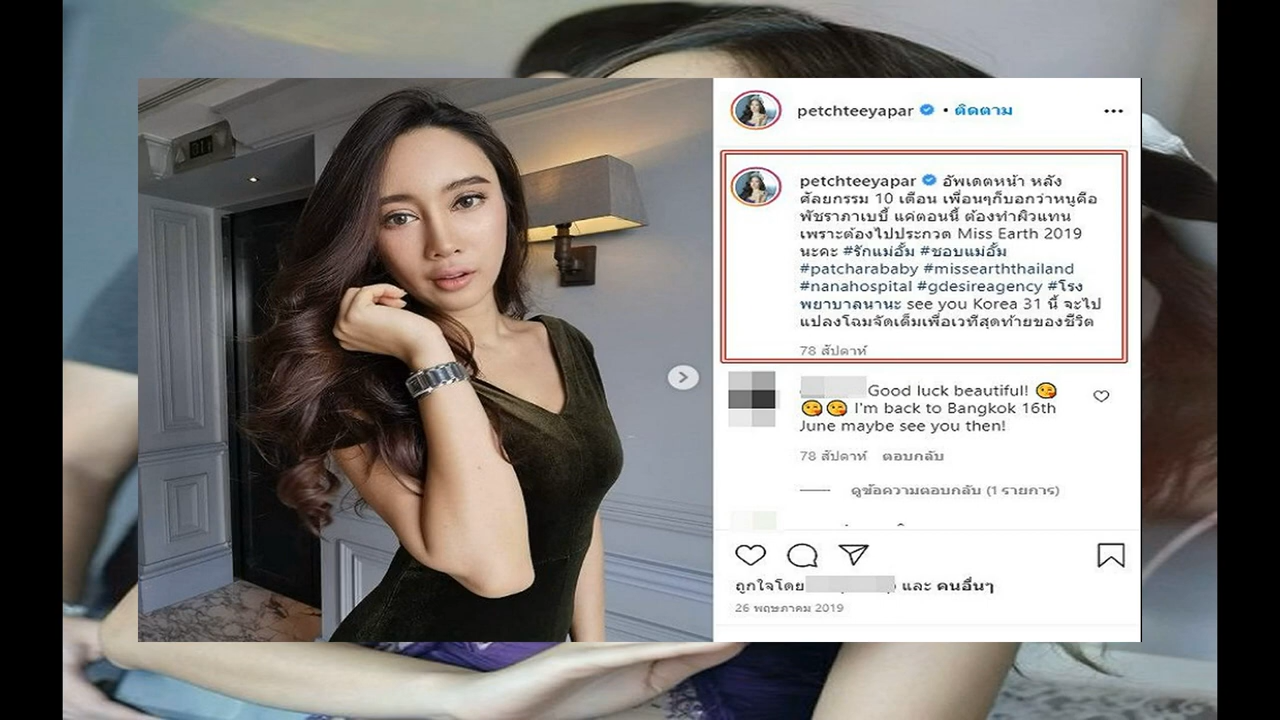 petchteeyapar • ติดตาม
petchteeyapar อัพเดตหน้า หลัง
ศัลยกรรม 10 เดือน เพื่อนๆก็บอกว่าหนูคือ
พัชราภาเบบี้ แค่ตอนนี้ ต้องทำผิวแทน
เพราะต้องไปประกวด Miss Earth 2019
นะคะ #รักแม่อั้ม #ชอบแม่อั้ม
#patcharababy #missearththailand
#nanahospital #gdesireagency #โรง
พยาบาลนานะ see you Korea 31 นี้ จะไป
แปลงโฉมจัดเต็มเพื่อเวทีสุดท้ายของชีวิต
78 สัปดาห์
Good luck beautiful! 😘
😘😘 I'm back to Bangkok 16th
June maybe see you then!
78 สัปดาห์ ตอบกลับ
ดูข้อความตอบกลับ (1 รายการ)
ถูกใจโดย และ คนอื่นๆ
26 พฤษภาคม 2019